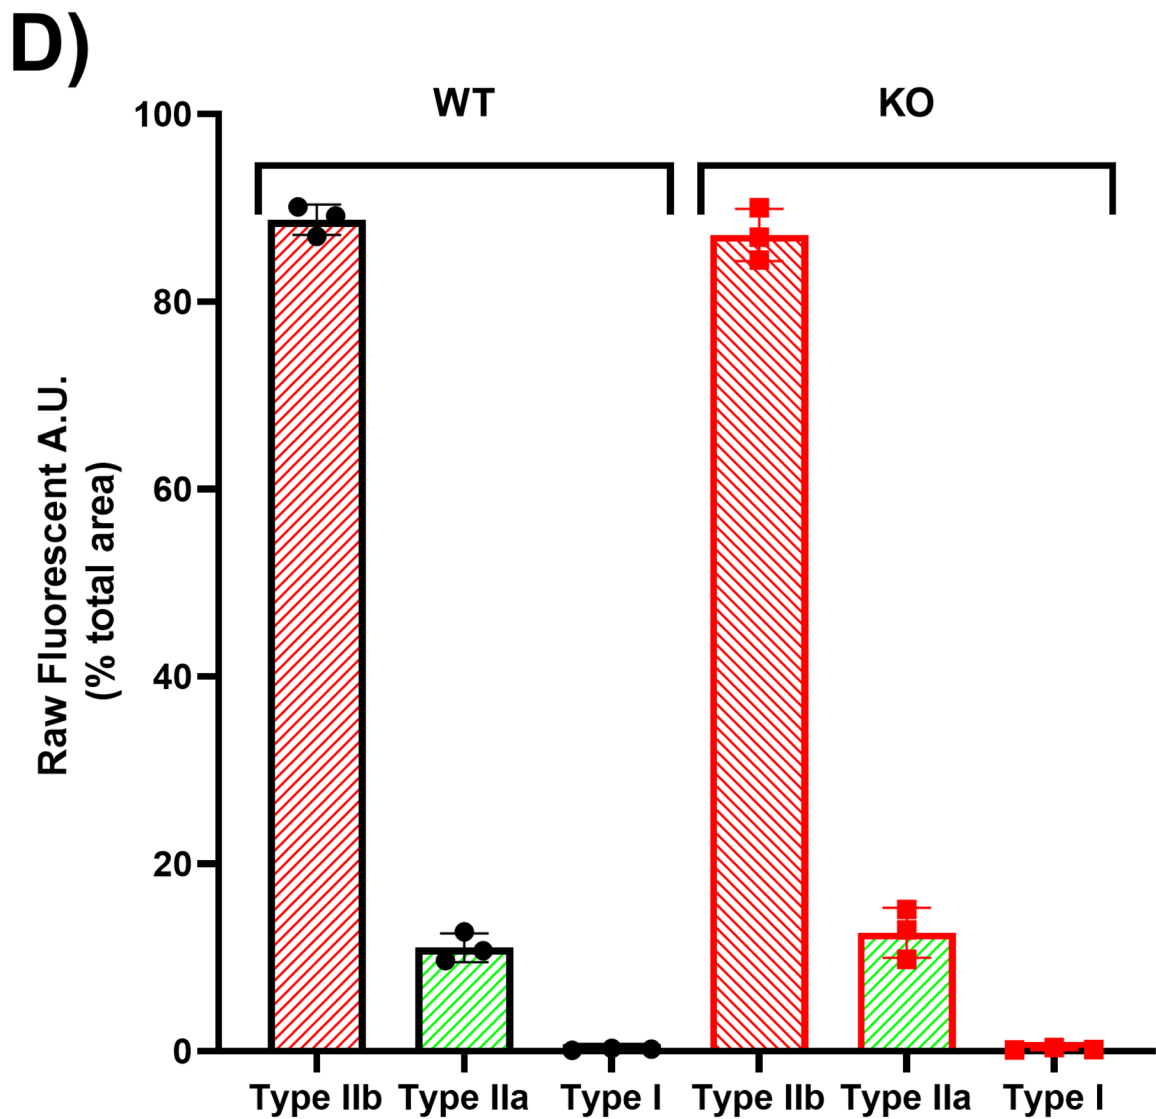 D)
WT KO
100
80
60
40
20
0
Raw Fluorescent A.U.
(% total area)
Type IIb Type IIa Type I Type IIb Type IIa Type I